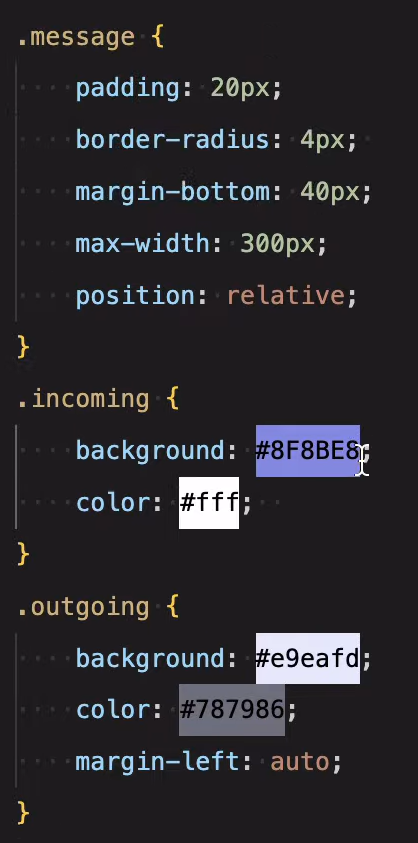 .message {
    padding: 20px;
    border-radius: 4px;
    margin-bottom: 40px;
    max-width: 300px;
    position: relative;
}
.incoming {
    background: #8F8BE8;
    color: #fff;
}
.outgoing {
    background: #e9eafd;
    color: #787986;
    margin-left: auto;
}